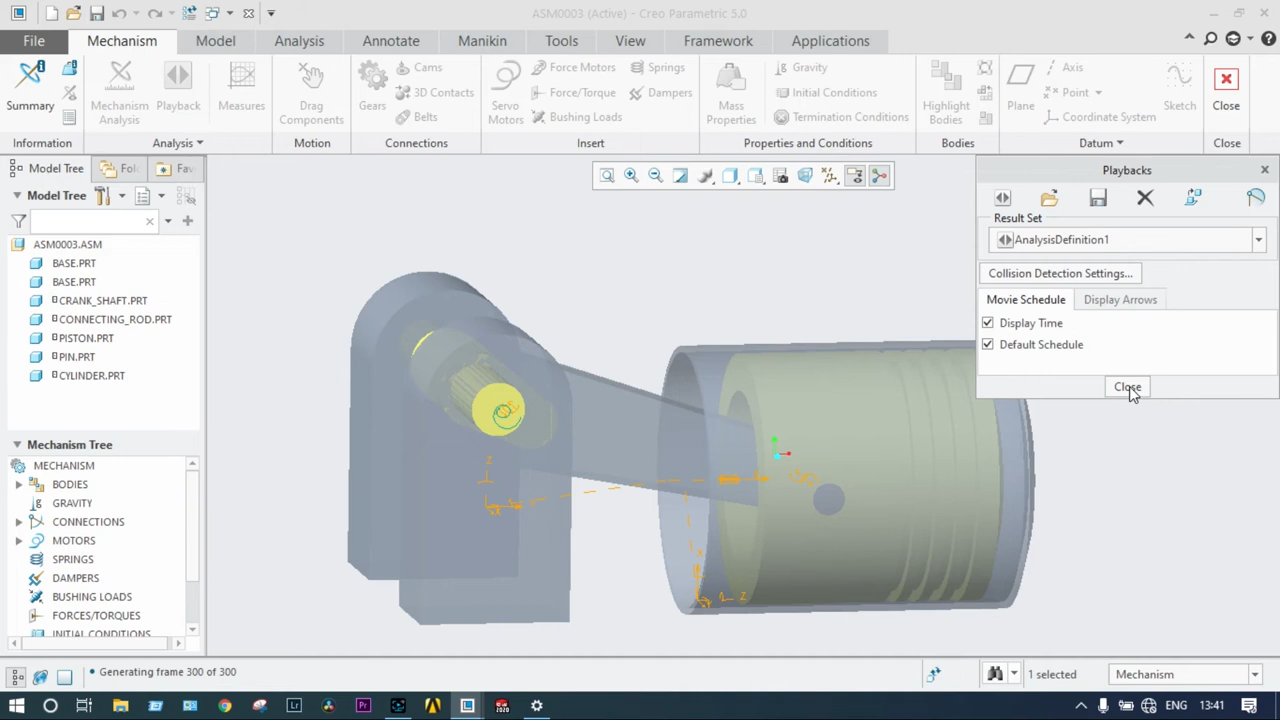 ASM0003 (Active) - Creo Parametric 5.0
File Mechanism Model Analysis Annotate Manikin Tools View Framework Applications
Summary
Mechanism Analysis
Playback
Measures
Drag Components
Gears
Cams
3D Contacts
Belts
Servo Motors
Force Motors
Force/Torque
Bushing Loads
Springs
Dampers
Mass Properties
Gravity
Initial Conditions
Termination Conditions
Highlight Bodies
Plane
Axis
Point
Coordinate System
Sketch
Close
Information Analysis Motion Connections Insert Properties and Conditions Bodies Datum Close
Model Tree Fol Fav
Model Tree
ASM0003.ASM
BASE.PRT
BASE.PRT
CRANK_SHAFT.PRT
CONNECTING_ROD.PRT
PISTON.PRT
PIN.PRT
CYLINDER.PRT
Mechanism Tree
MECHANISM
BODIES
GRAVITY
CONNECTIONS
MOTORS
SPRINGS
DAMPERS
BUSHING LOADS
FORCES/TORQUES
INITIAL CONDITIONS
Z
Z
Playbacks
Result Set
AnalysisDefinition1
Collision Detection Settings...
Movie Schedule Display Arrows
Display Time
Default Schedule
Close
• Generating frame 300 of 300
1 selected
Mechanism
Lr
Pr
2020
ENG 13:41